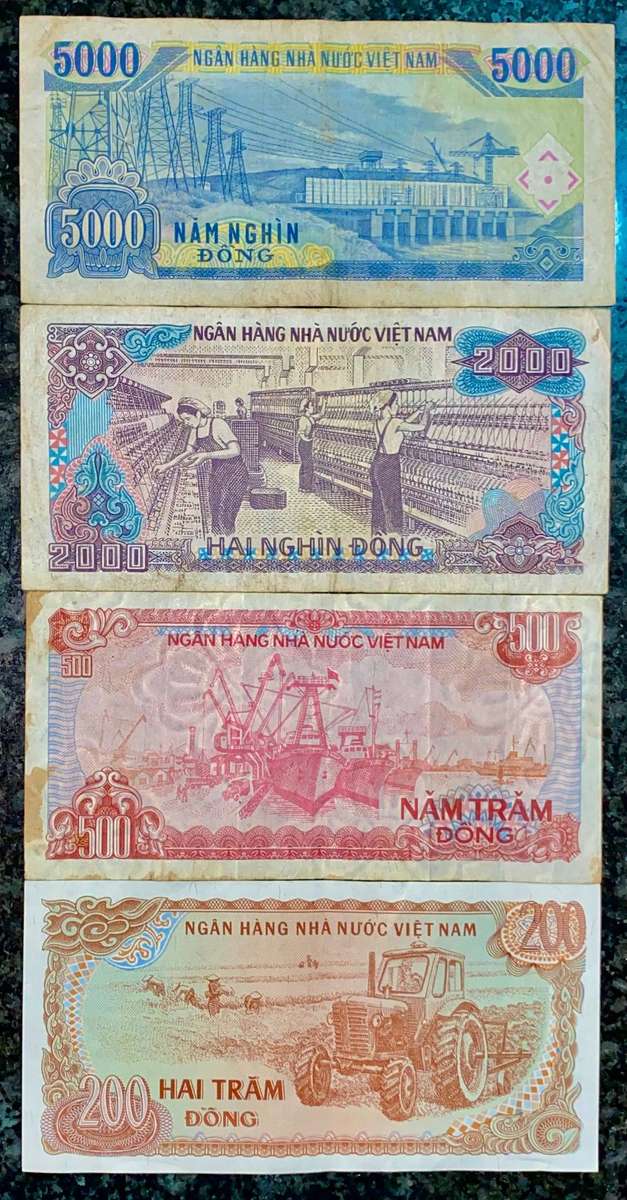 5000 NGÂN HÀNG NHÀ NƯỚC VIỆT NAM 5000
5000 NĂM NGHÌN
ĐỒNG
NGÂN HÀNG NHÀ NƯỚC VIỆT NAM
2000
2000 HAI NGHÌN ĐỒNG
NGÂN HÀNG NHÀ NƯỚC VIỆT NAM 500
500
500 NĂM TRĂM
ĐỒNG
NGÂN HÀNG NHÀ NƯỚC VIỆT NAM 200
200 HAI TRĂM
ĐỒNG